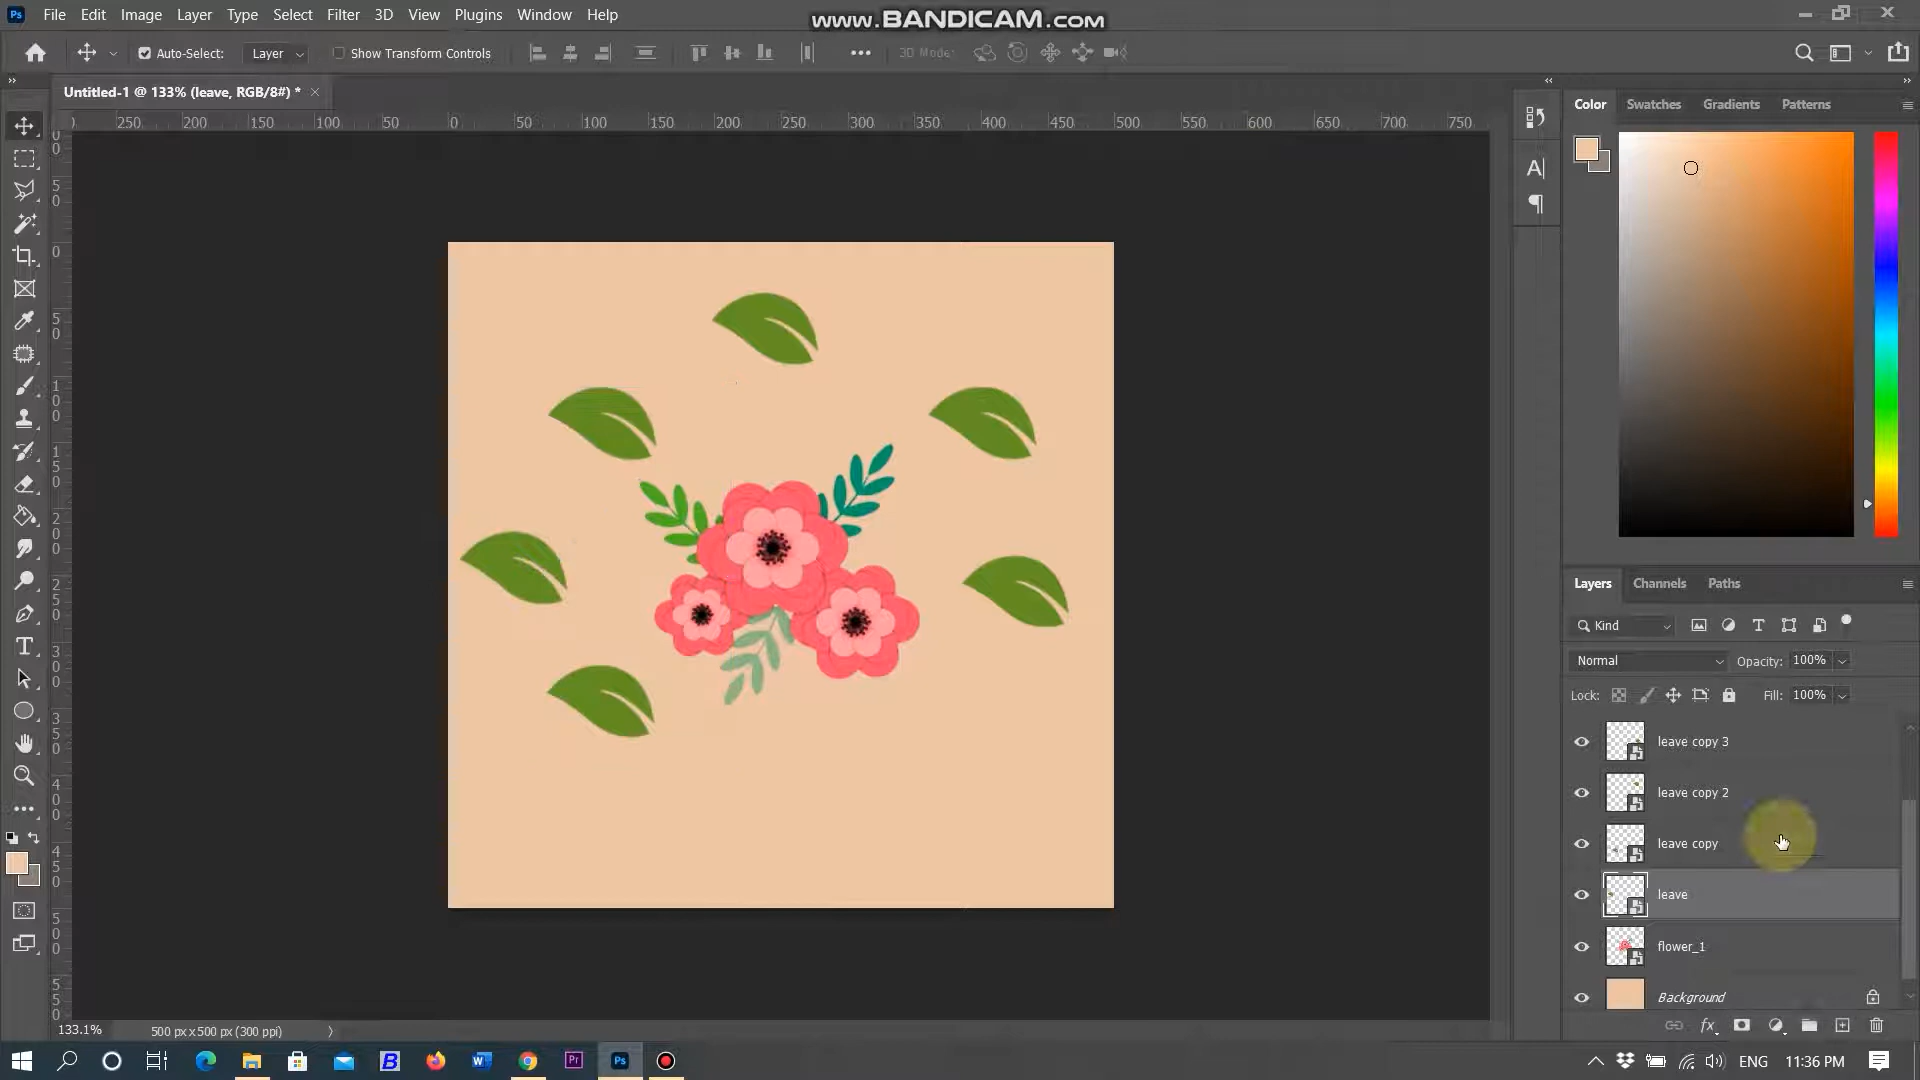 Ps File Edit Image Layer Type Select Filter 3D View Plugins Window Help
www.BANDICAM.com
Auto-Select: Layer Show Transform Controls 3D Mode:
Untitled-1 @ 133% (leave, RGB/8#) * ×
250 200 150 100 50 0 50 100 150 200 250 300 350 400 450 500 550 600 650 700 750
Color Swatches Gradients Patterns
Layers Channels Paths
Kind
Normal Opacity: 100%
Lock: Fill: 100%
leave copy 3
leave copy 2
leave copy
leave
flower_1
Background
fx
133.1% 500 px x 500 px (300 ppi)
ENG 11:36 PM